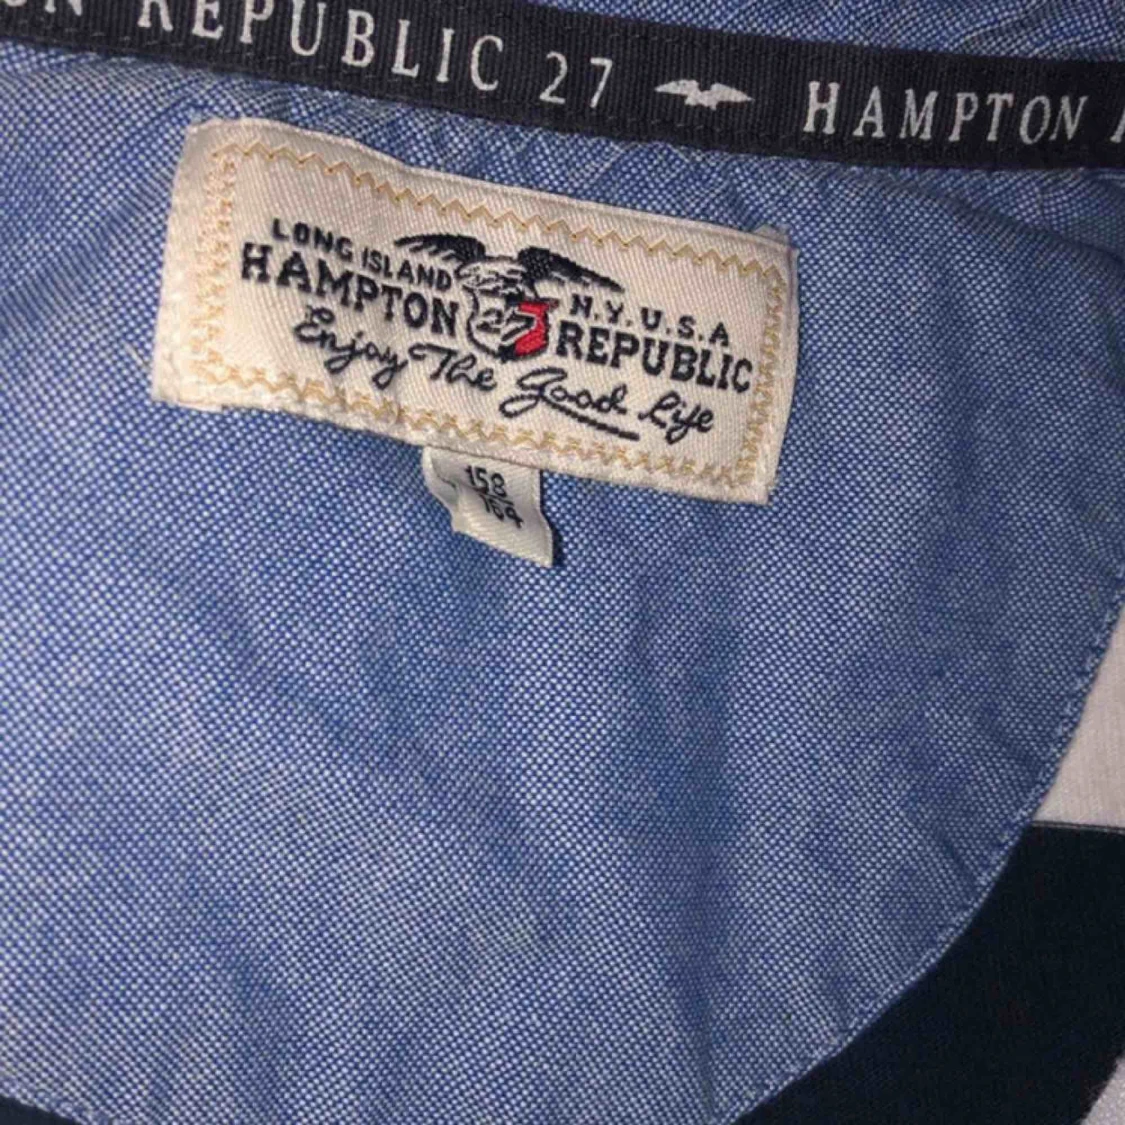 REPUBLIC 27 HAMPTON
LONG ISLAND N.Y. U.S.A
HAMPTON 27 REPUBLIC
Enjoy The Good Life
158
164